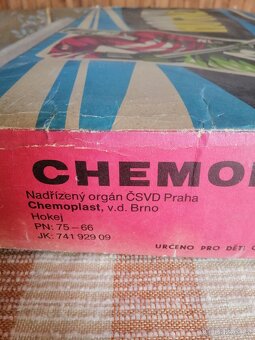 CHEMO
Nadřízený orgán ČSVD Praha
Chemoplast, v.d. Brno
Hokej
PN: 75–66
JK: 741 929 09
URČENO PRO DĚTI